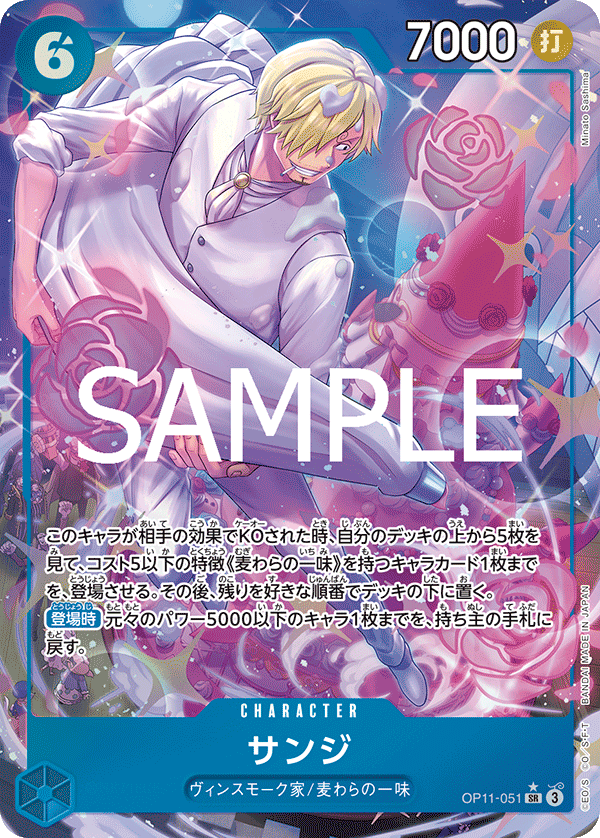 6
7000
打
Minato Sashima
SAMPLE
このキャラが相手の効果でKOされた時、自分のデッキの上から5枚を
見て、コスト5以下の特徴《麦わらの一味》を持つキャラカード1枚まで
を、登場させる。その後、残りを好きな順番でデッキの下に置く。
登場時 元々のパワー5000以下のキャラ1枚までを、持ち主の手札に
戻す。
CHARACTER
サンジ
ヴィンスモーク家/麦わらの一味
OP11-051 SR 3
©E.O/S. ©O/S.F.T BANDAI MADE IN JAPAN